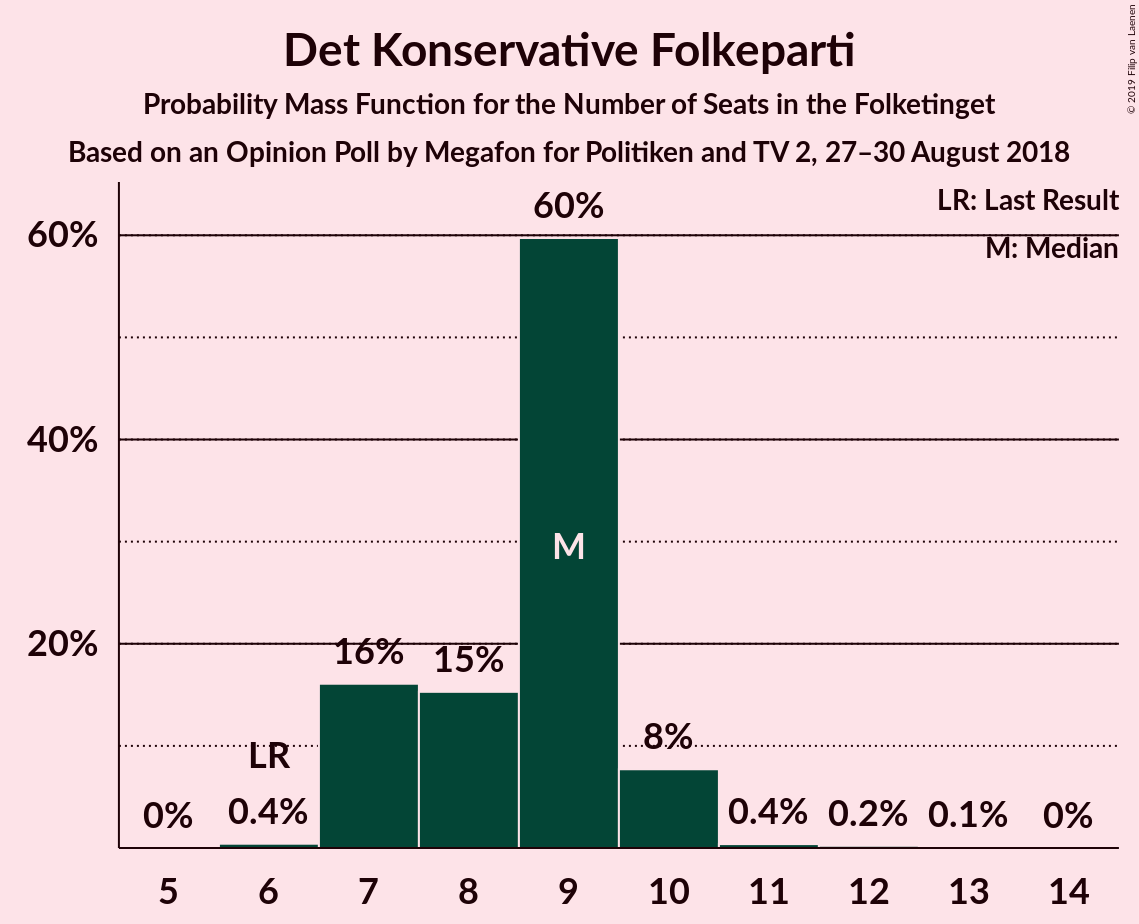 Det Konservative Folkeparti
Probability Mass Function for the Number of Seats in the Folketinget
Based on an Opinion Poll by Megafon for Politiken and TV 2, 27–30 August 2018
© 2019 Filip van Laenen
LR: Last Result
M: Median
60%
40%
20%
0%
LR
0.4%
16%
15%
60%
M
8%
0.4%
0.2%
0.1%
0%
5 6 7 8 9 10 11 12 13 14